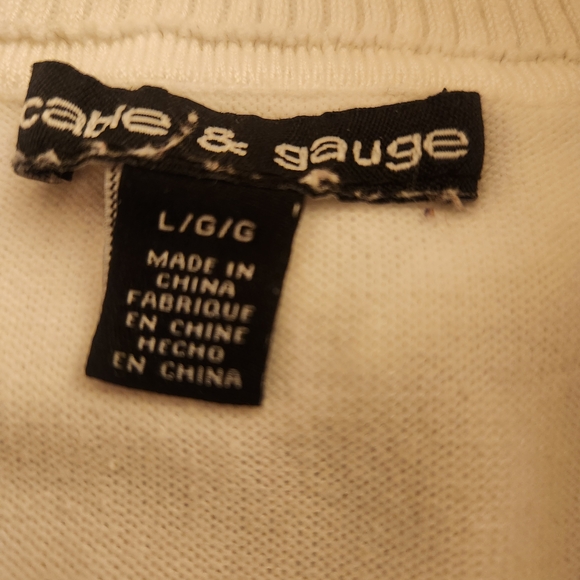 cable & gauge
L/G/G
MADE IN
CHINA
FABRIQUE
EN CHINE
HECHO
EN CHINA